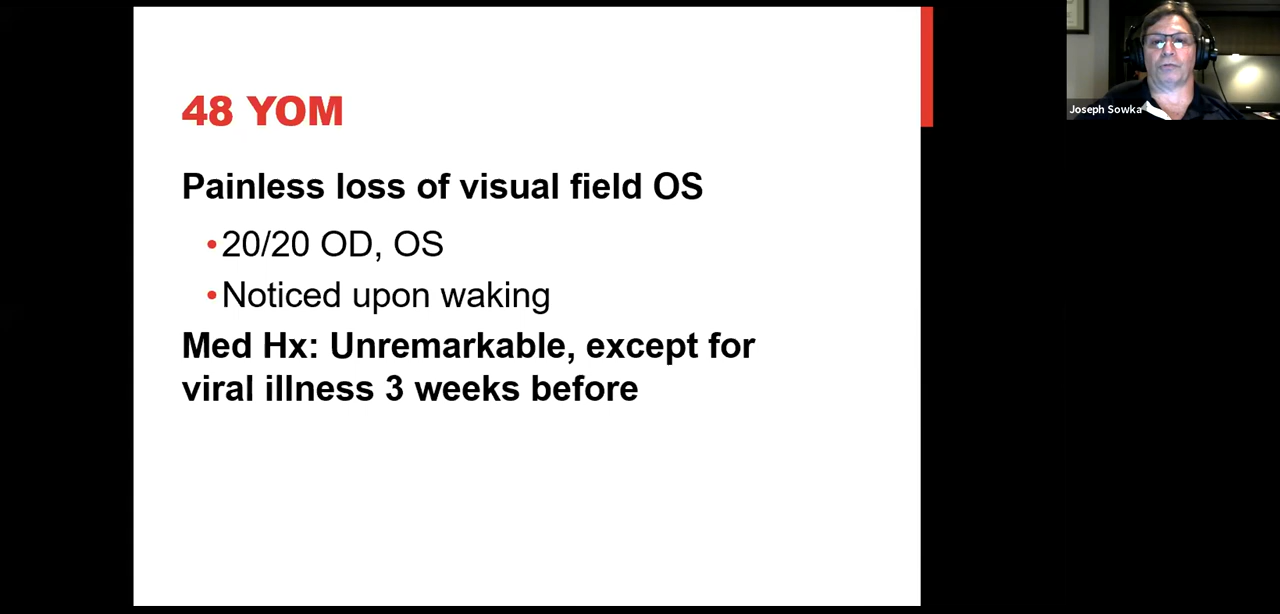 48 YOM
Painless loss of visual field OS
•20/20 OD, OS
•Noticed upon waking
Med Hx: Unremarkable, except for
viral illness 3 weeks before
Joseph Sowka